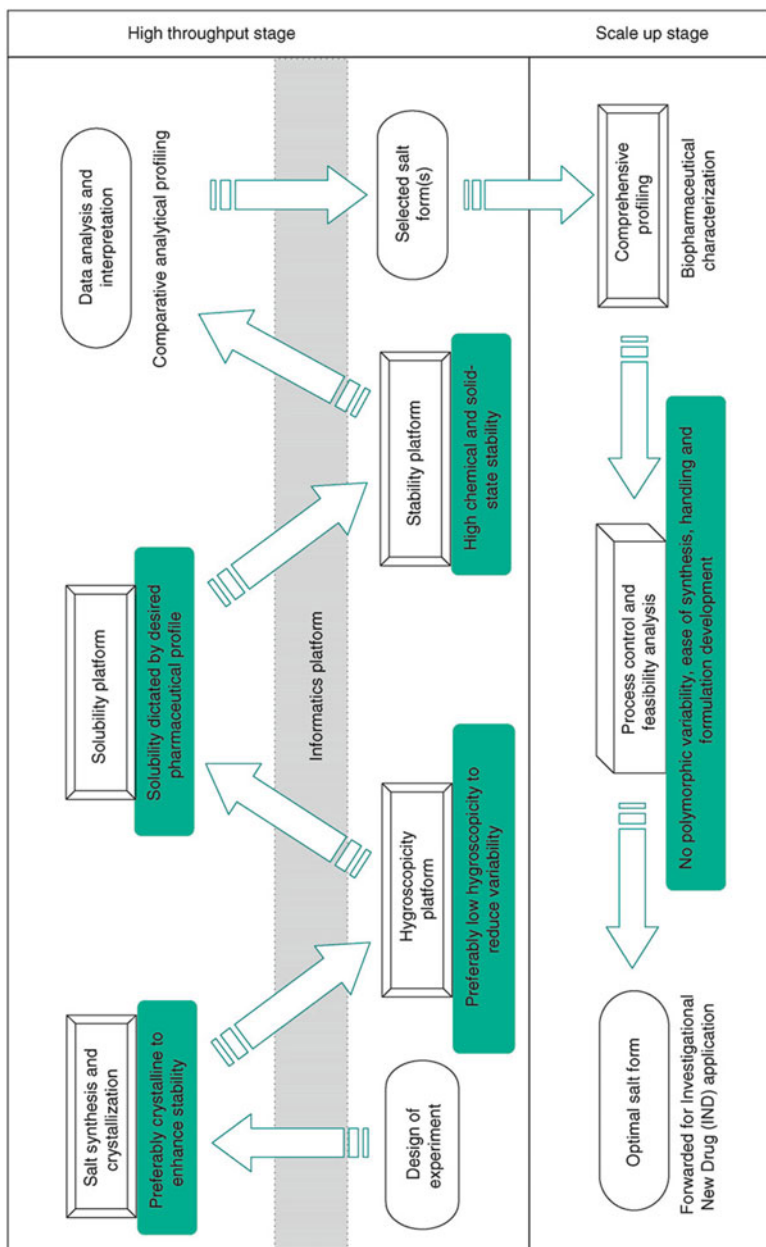 High throughput stage
Salt synthesis and
crystallization
Preferably crystalline to
enhance stability
Solubility platform
Solubility dictated by desired
pharmaceutical profile
Data analysis and
interpretation
Comparative analytical profiling
Informatics platform
Design of
experiment
Hygroscopicity
platform
Preferably low hygroscopicity to
reduce variability
Stability platform
High chemical and solid-
state stability
Selected salt
form(s)
Scale up stage
Optimal salt form
Forwarded for Investigational
New Drug (IND) application
Process control and
feasibility analysis
No polymorphic variability, ease of synthesis, handling and
formulation development
Comprehensive
profiling
Biopharmaceutical
characterization